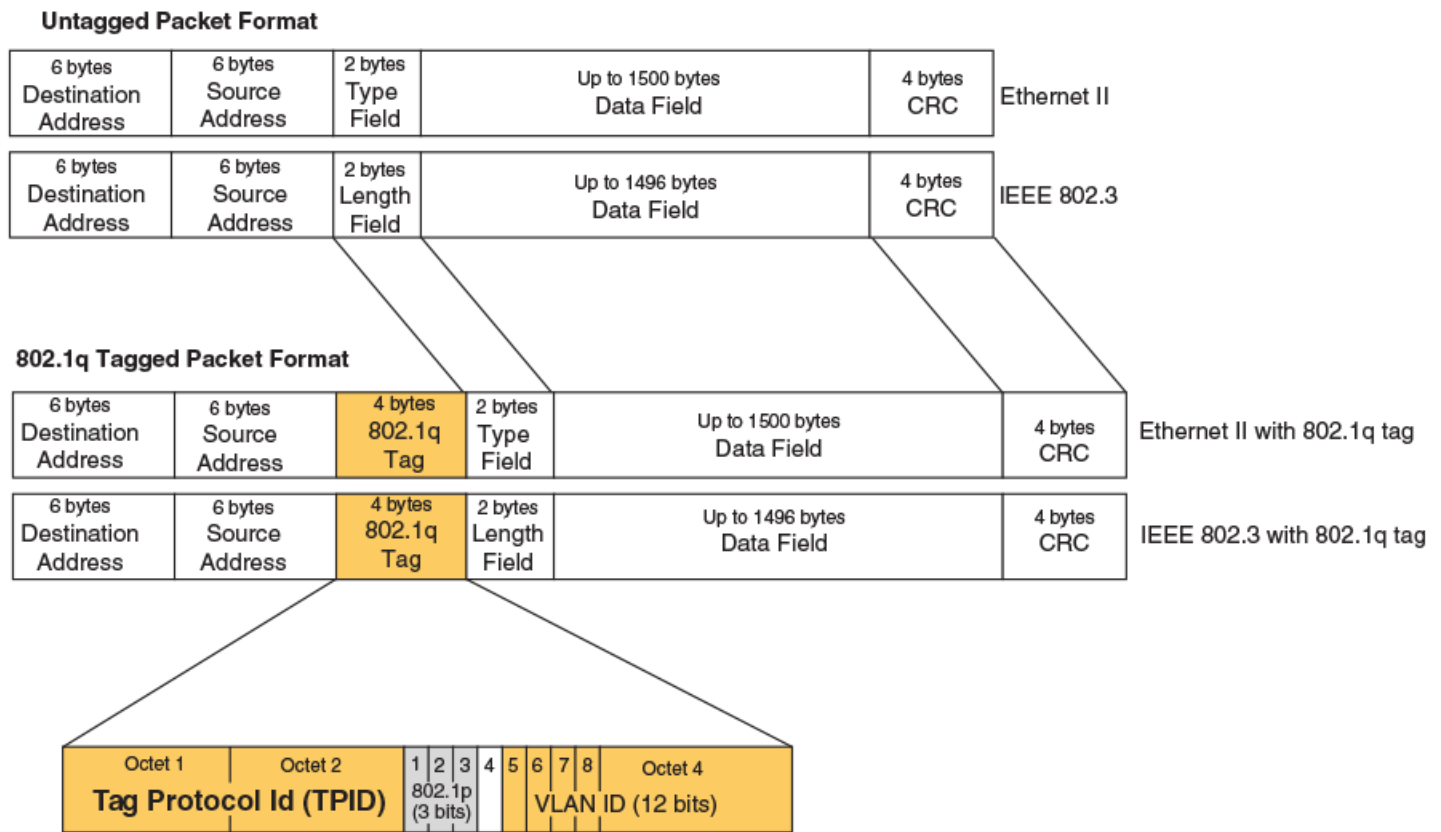 Untagged Packet Format
6 bytes
Destination
Address
6 bytes
Source
Address
2 bytes
Type
Field
Up to 1500 bytes
Data Field
4 bytes
CRC
Ethernet II
6 bytes
Destination
Address
6 bytes
Source
Address
2 bytes
Length
Field
Up to 1496 bytes
Data Field
4 bytes
CRC
IEEE 802.3
802.1q Tagged Packet Format
6 bytes
Destination
Address
6 bytes
Source
Address
4 bytes
802.1q
Tag
2 bytes
Type
Field
Up to 1500 bytes
Data Field
4 bytes
CRC
Ethernet II with 802.1q tag
6 bytes
Destination
Address
6 bytes
Source
Address
4 bytes
802.1q
Tag
2 bytes
Length
Field
Up to 1496 bytes
Data Field
4 bytes
CRC
IEEE 802.3 with 802.1q tag
Octet 1
Octet 2
1 2 3 4 5 6 7 8
Octet 4
Tag Protocol Id (TPID)
802.1p
(3 bits)
VLAN ID (12 bits)